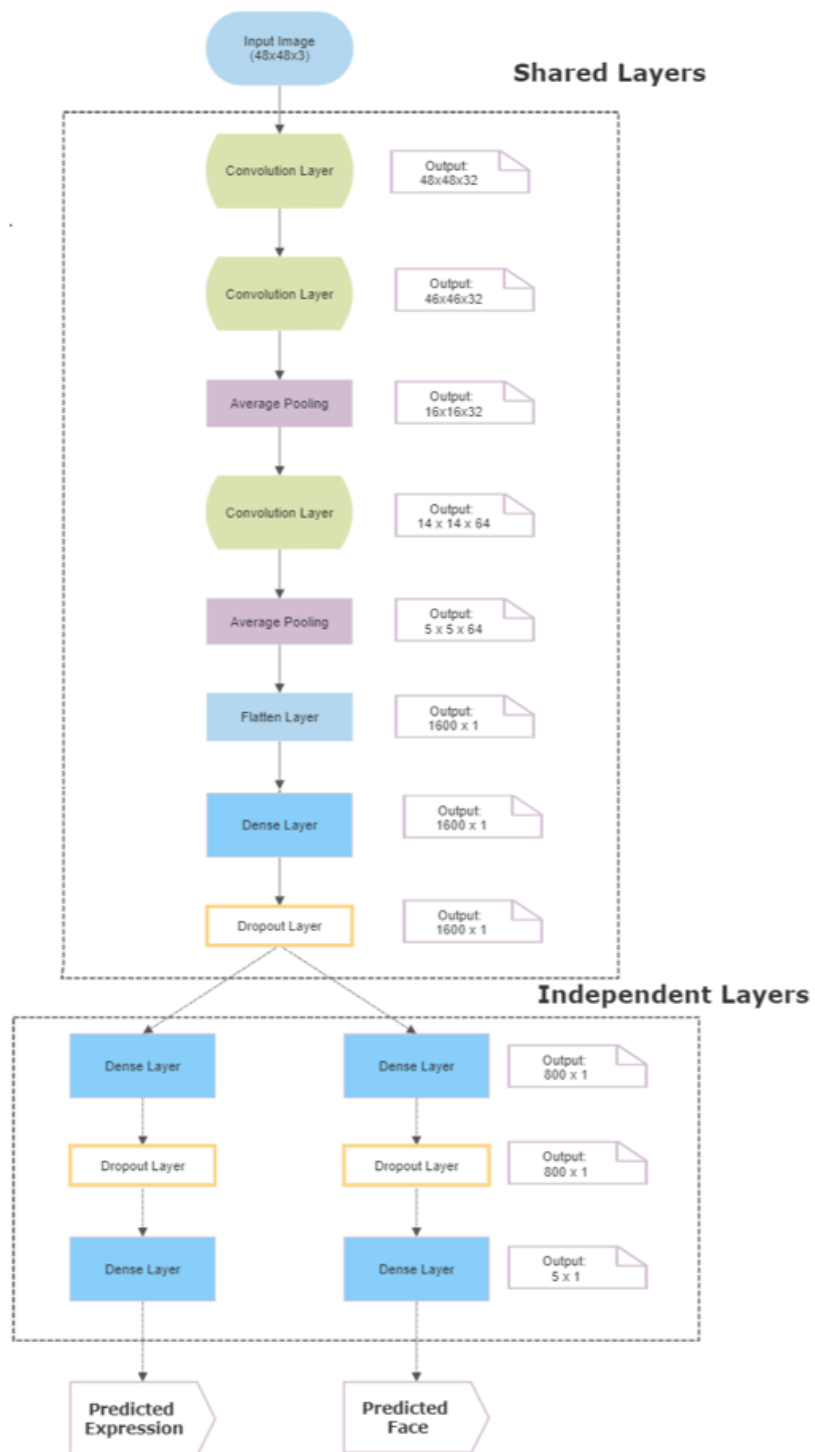 Input Image
(48x48x3)
Shared Layers
Convolution Layer
Output:
48x48x32
Convolution Layer
Output:
46x46x32
Average Pooling
Output:
16x16x32
Convolution Layer
Output:
14 x 14 x 64
Average Pooling
Output:
5 x 5 x 64
Flatten Layer
Output:
1600 x 1
Dense Layer
Output:
1600 x 1
Dropout Layer
Output:
1600 x 1
Independent Layers
Dense Layer
Dense Layer
Output:
800 x 1
Dropout Layer
Dropout Layer
Output:
800 x 1
Dense Layer
Dense Layer
Output:
5 x 1
Predicted
Expression
Predicted
Face